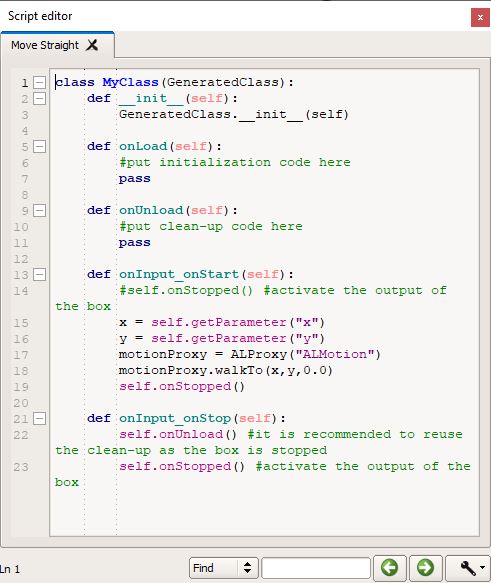 Script editor
Move Straight
1 class MyClass(GeneratedClass):
2     def __init__(self):
3         GeneratedClass.__init__(self)
4
5     def onLoad(self):
6         #put initialization code here
7         pass
8
9     def onUnload(self):
10         #put clean-up code here
11         pass
12
13     def onInput_onStart(self):
14         #self.onStopped() #activate the output of
the box
15         x = self.getParameter("x")
16         y = self.getParameter("y")
17         motionProxy = ALProxy("ALMotion")
18         motionProxy.walkTo(x,y,0.0)
19         self.onStopped()
20
21     def onInput_onStop(self):
22         self.onUnload() #it is recommended to reuse
the clean-up as the box is stopped
23         self.onStopped() #activate the output of the
box
Ln 1
Find